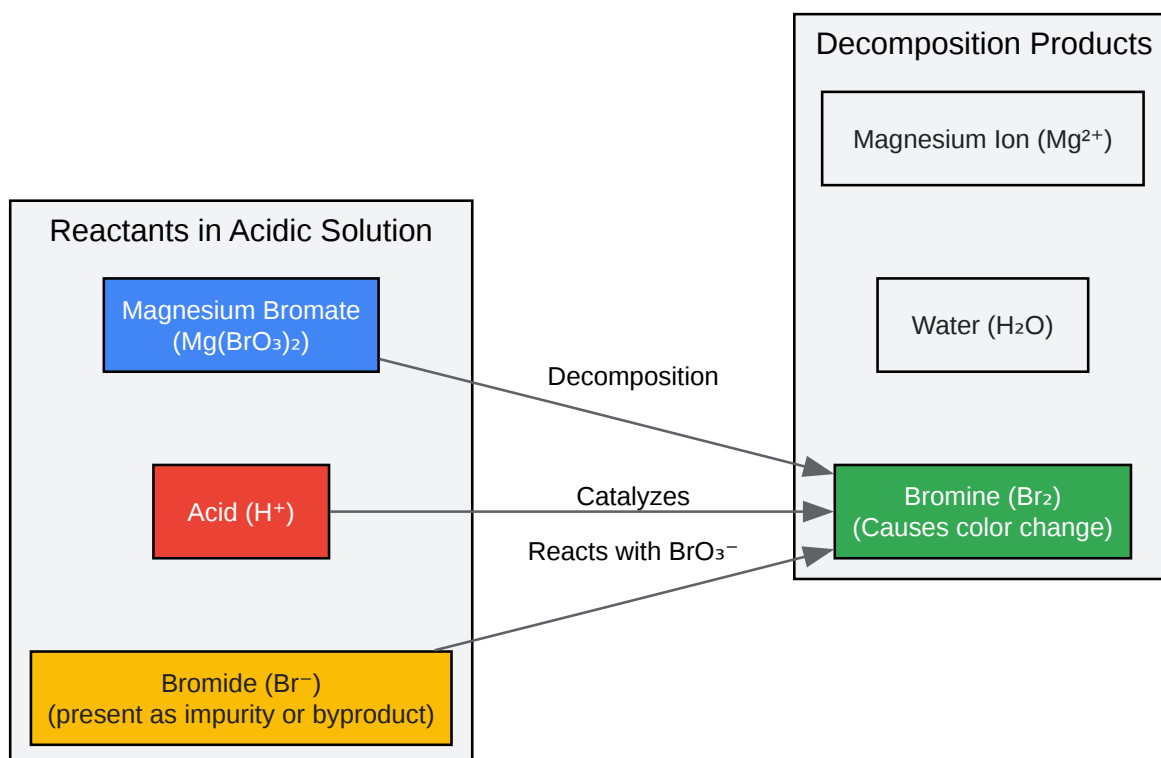 Decomposition Products
Magnesium Ion (Mg²⁺)
Water (H₂O)
Bromine (Br₂)
(Causes color change)
Reactants in Acidic Solution
Magnesium Bromate
(Mg(BrO₃)₂)
Acid (H⁺)
Bromide (Br⁻)
(present as impurity or byproduct)
Decomposition
Catalyzes
Reacts with BrO₃⁻